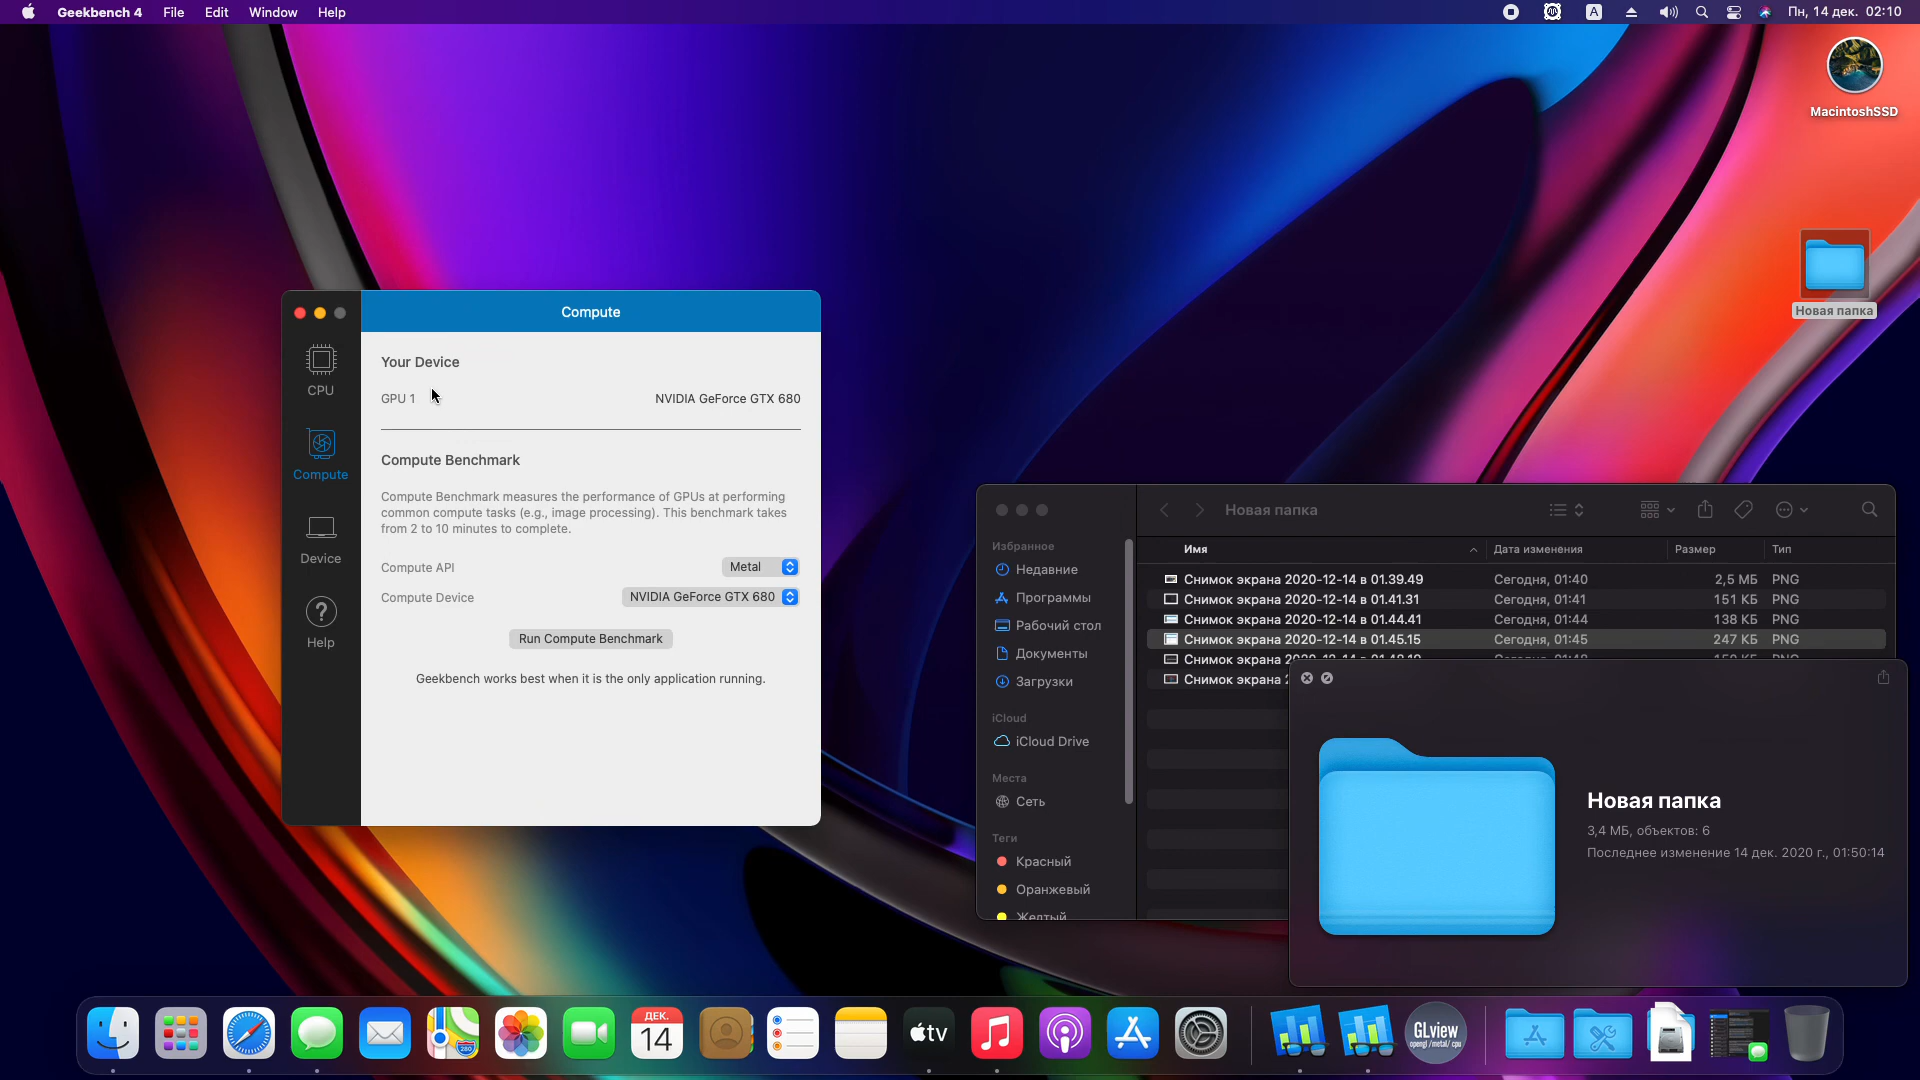 Geekbench 4 File Edit Window Help
A
Пн, 14 дек. 02:10
MacintoshSSD
Новая папка
Compute
CPU
Compute
Device
Help
Your Device
GPU 1 NVIDIA GeForce GTX 680
Compute Benchmark
Compute Benchmark measures the performance of GPUs at performing
common compute tasks (e.g., image processing). This benchmark takes
from 2 to 10 minutes to complete.
Compute API Metal
Compute Device NVIDIA GeForce GTX 680
Run Compute Benchmark
Geekbench works best when it is the only application running.
Новая папка
Избранное
Недавние
Программы
Рабочий стол
Документы
Загрузки
iCloud
iCloud Drive
Места
Сеть
Теги
Красный
Оранжевый
Желтый
Имя Дата изменения Размер Тип
Снимок экрана 2020-12-14 в 01.39.49 Сегодня, 01:40 2,5 МБ PNG
Снимок экрана 2020-12-14 в 01.41.31 Сегодня, 01:41 151 КБ PNG
Снимок экрана 2020-12-14 в 01.44.41 Сегодня, 01:44 138 КБ PNG
Снимок экрана 2020-12-14 в 01.45.15 Сегодня, 01:45 247 КБ PNG
Снимок экрана
Снимок экрана
Новая папка
3,4 МБ, объектов: 6
Последнее изменение 14 дек. 2020 г., 01:50:14
280
ДЕК.
14
tv
GLview
opengl /metal/ cpu